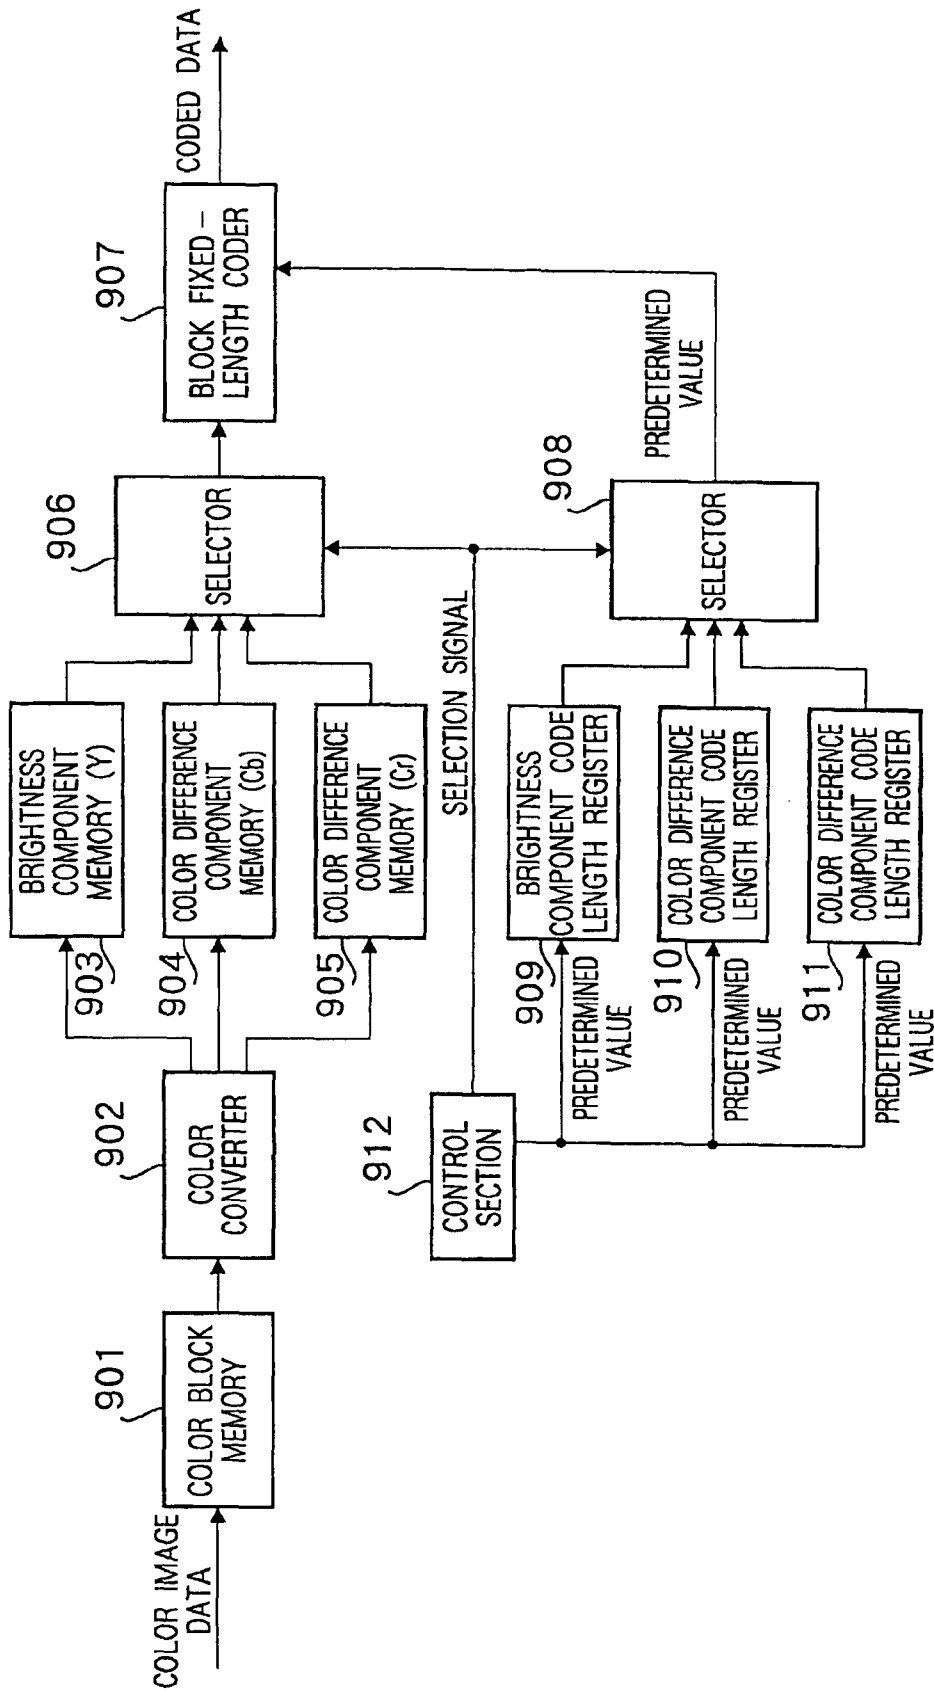 COLOR IMAGE
DATA
901
COLOR BLOCK
MEMORY
902
COLOR
CONVERTER
903
BRIGHTNESS
COMPONENT
MEMORY (Y)
904
COLOR DIFFERENCE
COMPONENT
MEMORY (Cb)
905
COLOR DIFFERENCE
COMPONENT
MEMORY (Cr)
906
SELECTOR
907
BLOCK FIXED-
LENGTH CODER
CODED DATA
912
CONTROL
SECTION
SELECTION SIGNAL
PREDETERMINED
VALUE
909
BRIGHTNESS
COMPONENT CODE
LENGTH REGISTER
PREDETERMINED
VALUE
910
COLOR DIFFERENCE
COMPONENT CODE
LENGTH REGISTER
PREDETERMINED
VALUE
911
COLOR DIFFERENCE
COMPONENT CODE
LENGTH REGISTER
908
SELECTOR
PREDETERMINED
VALUE